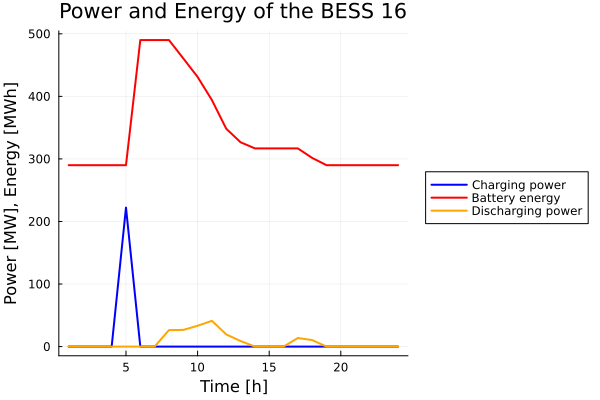 Power and Energy of the BESS 16
Power [MW], Energy [MWh]
500
400
300
200
100
0
5
10
15
20
Time [h]
Charging power
Battery energy
Discharging power